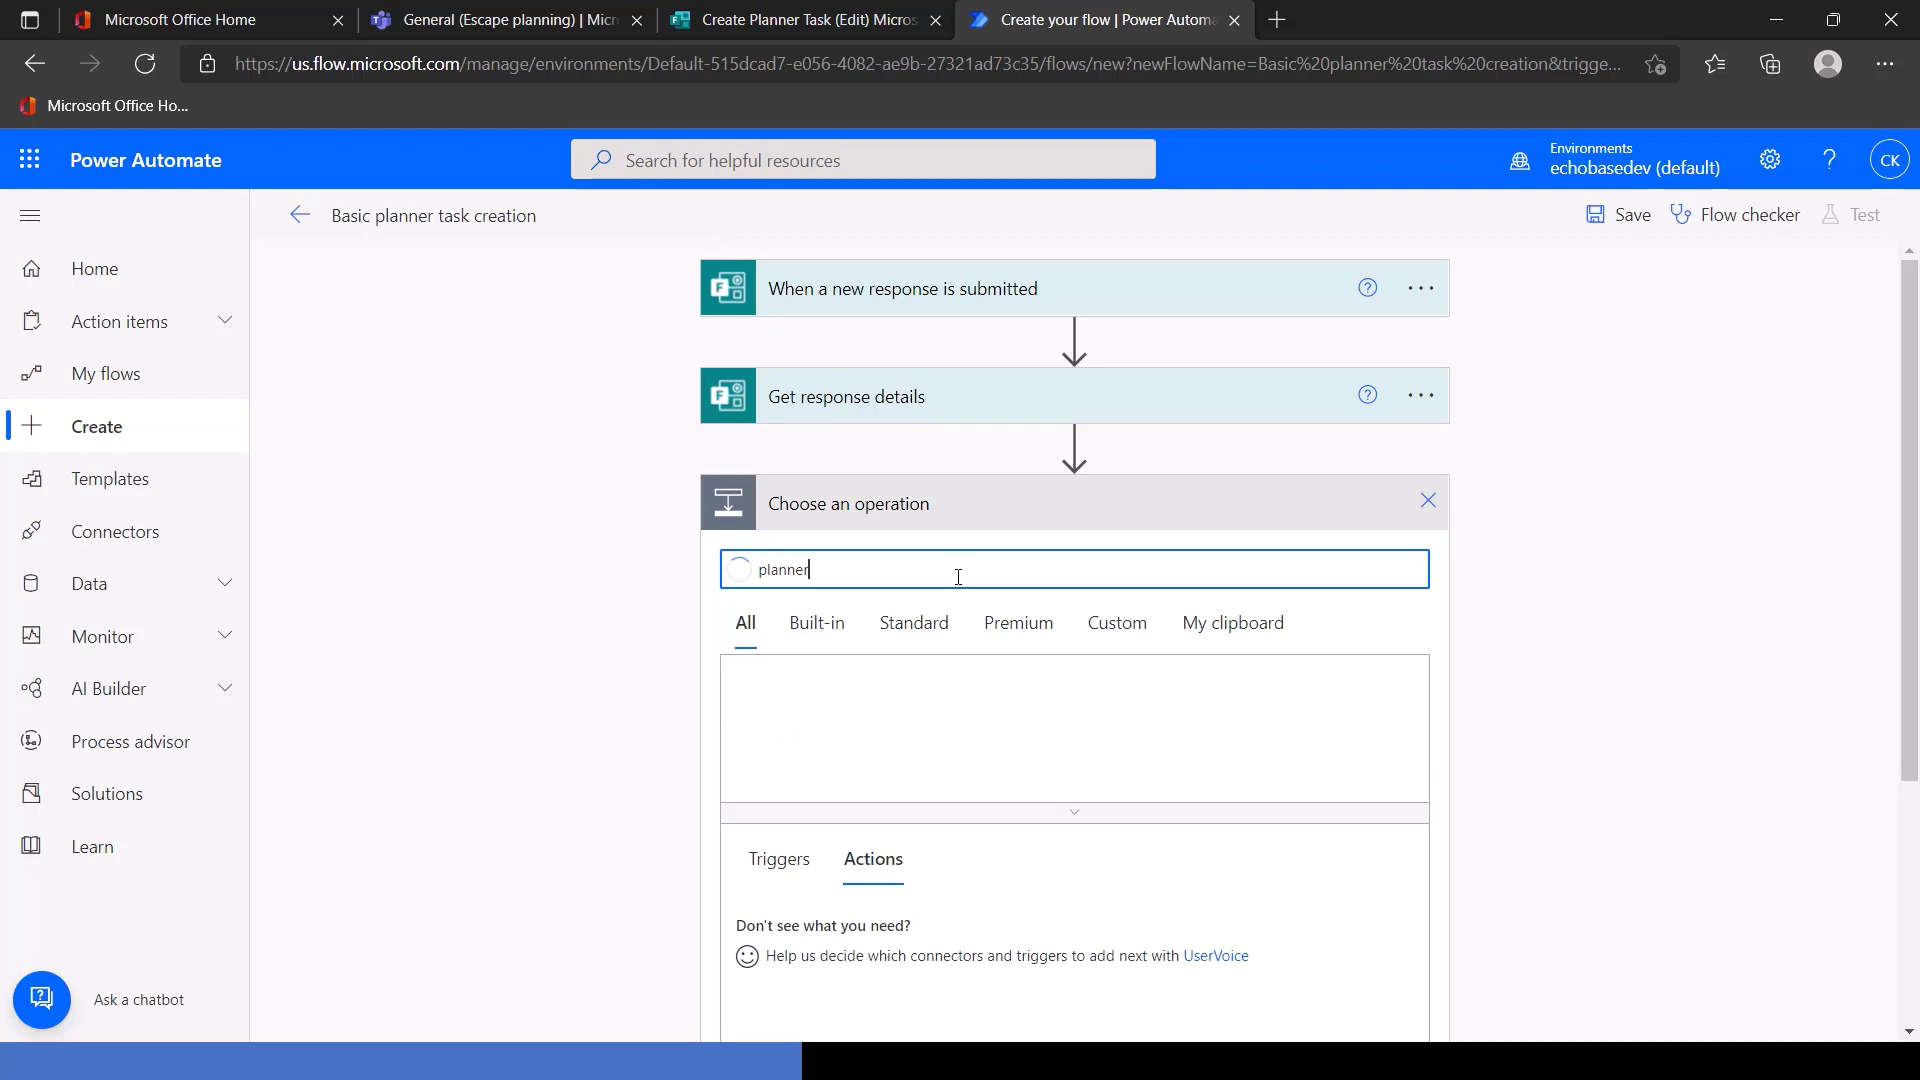 Microsoft Office Home
General (Escape planning) | Micr
Create Planner Task (Edit) Micros
Create your flow | Power Automa
https://us.flow.microsoft.com/manage/environments/Default-515dcad7-e056-4082-ae9b-27321ad73c35/flows/new?newFlowName=Basic%20planner%20task%20creation&trigge...
Microsoft Office Ho...
Power Automate
Search for helpful resources
Environments
echobasedev (default)
?
CK
Basic planner task creation
Save
Flow checker
Test
Home
Action items
My flows
Create
Templates
Connectors
Data
Monitor
AI Builder
Process advisor
Solutions
Learn
Ask a chatbot
When a new response is submitted
Get response details
Choose an operation
planner
All
Built-in
Standard
Premium
Custom
My clipboard
Triggers
Actions
Don't see what you need?
Help us decide which connectors and triggers to add next with UserVoice